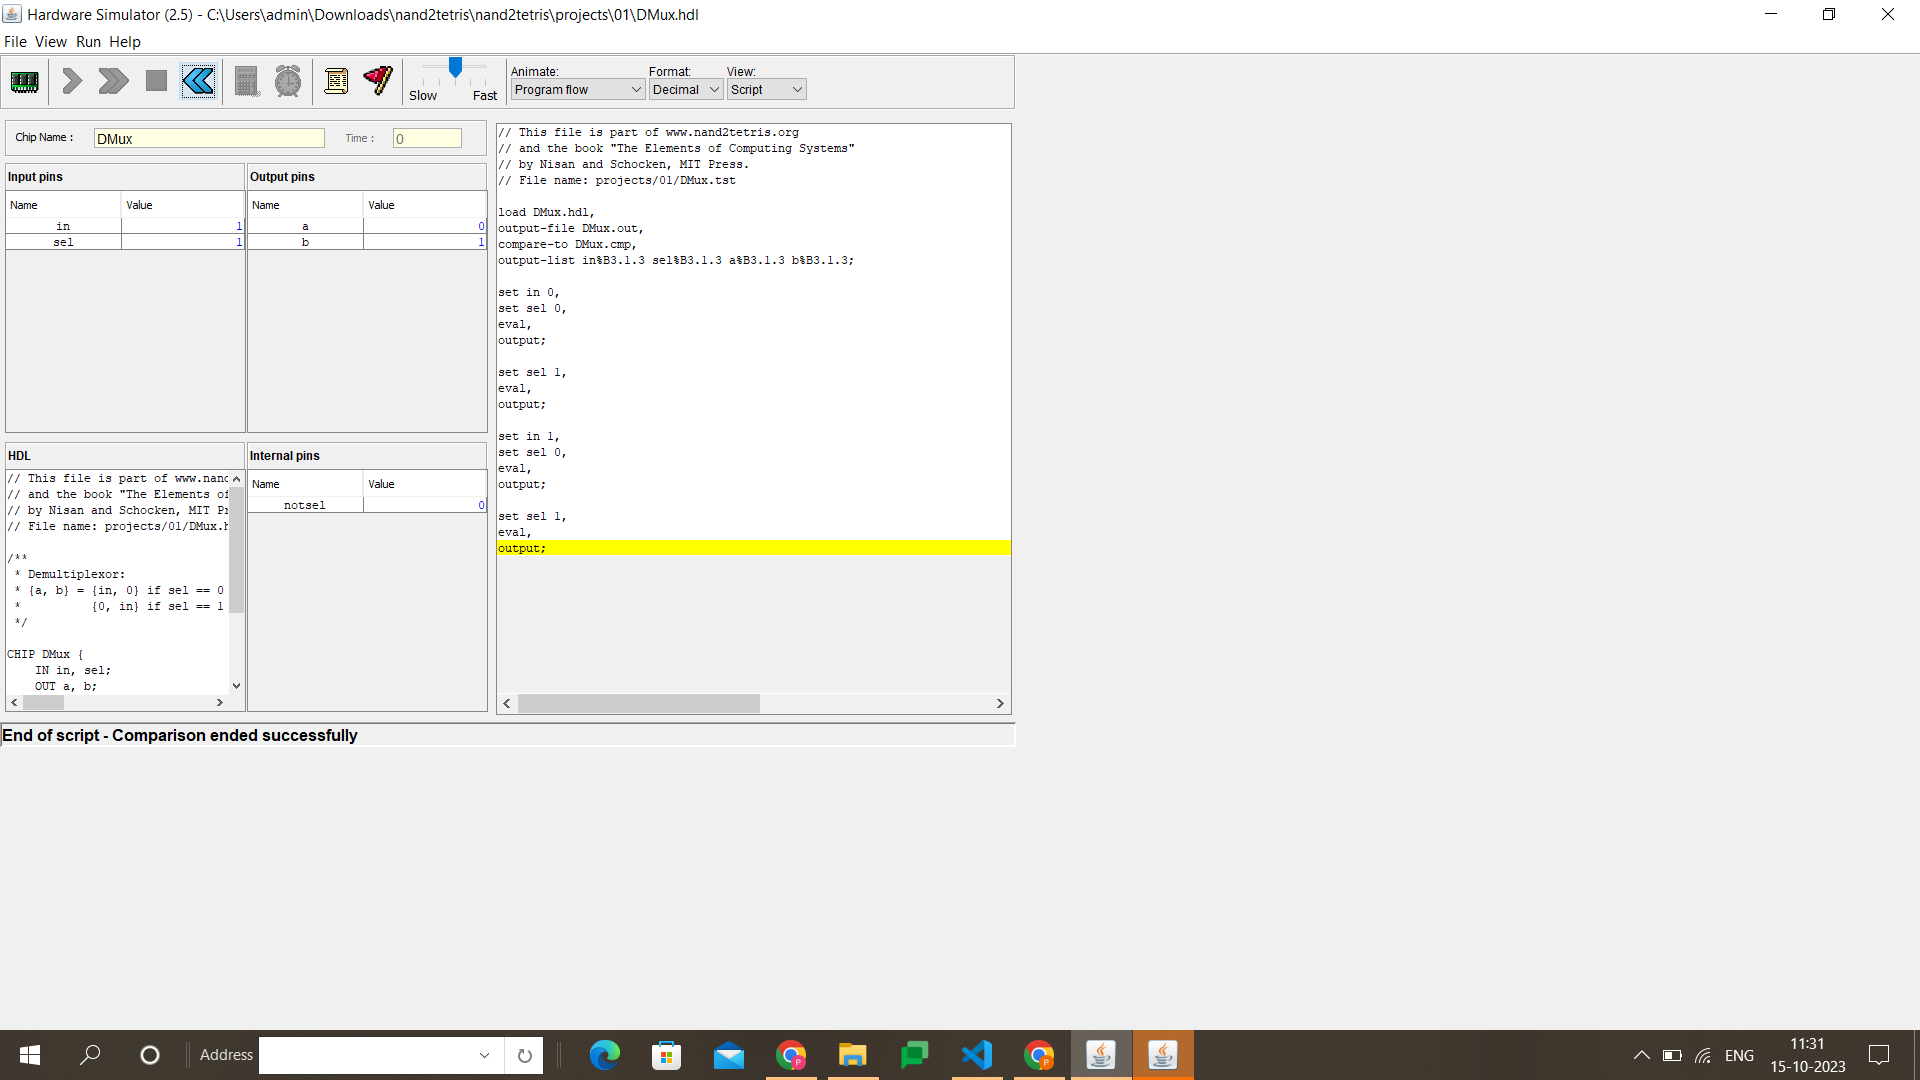 Hardware Simulator (2.5) - C:\Users\admin\Downloads\nand2tetris\nand2tetris\projects\01\DMux.hdl
File View Run Help
Slow Fast
Animate: Format: View:
Program flow Decimal Script
Chip Name : DMux Time : 0
Input pins Output pins
Name Value Name Value
in 1 a 0
sel 1 b 1
HDL Internal pins
Name Value
notsel 0
// This file is part of www.nand
// and the book "The Elements of
// by Nisan and Schocken, MIT Pr
// File name: projects/01/DMux.h
/**
* Demultiplexor:
* {a, b} = {in, 0} if sel == 0
* {0, in} if sel == 1
*/
CHIP DMux {
IN in, sel;
OUT a, b;
// This file is part of www.nand2tetris.org
// and the book "The Elements of Computing Systems"
// by Nisan and Schocken, MIT Press.
// File name: projects/01/DMux.tst
load DMux.hdl,
output-file DMux.out,
compare-to DMux.cmp,
output-list in%B3.1.3 sel%B3.1.3 a%B3.1.3 b%B3.1.3;
set in 0,
set sel 0,
eval,
output;
set sel 1,
eval,
output;
set in 1,
set sel 0,
eval,
output;
set sel 1,
eval,
output;
End of script - Comparison ended successfully
Address
ENG
11:31
15-10-2023